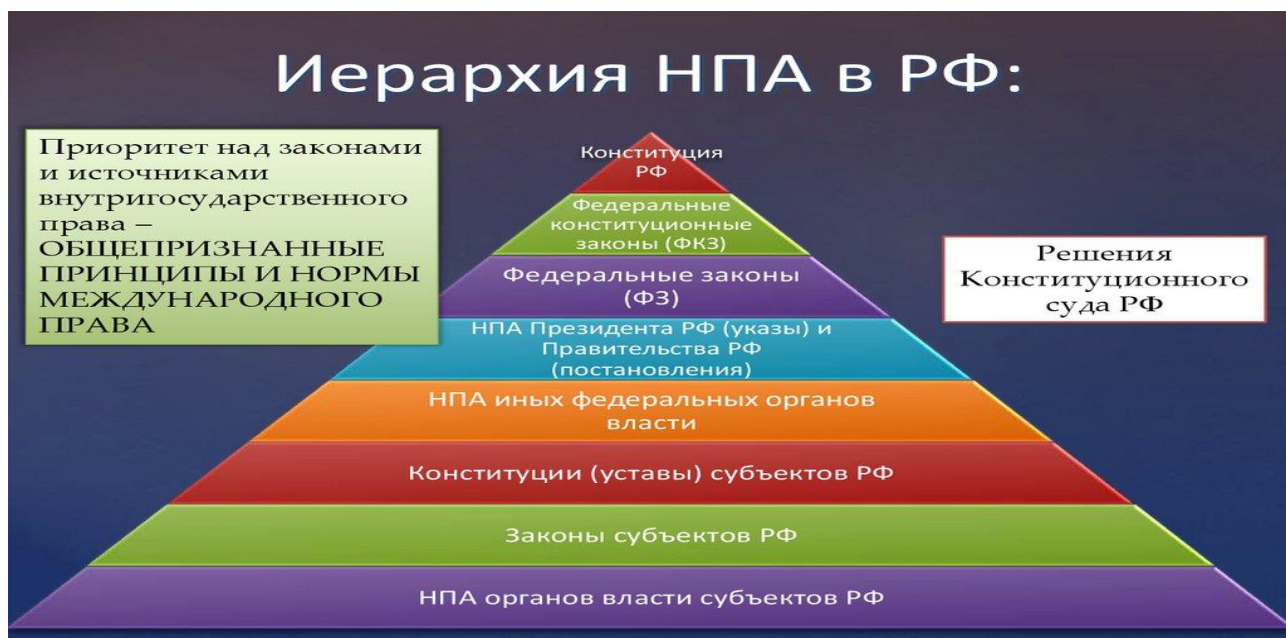 Иерархия НПА в РФ:
Приоритет над законами
и источниками
внутригосударственного
права –
ОБЩЕПРИЗНАННЫЕ
ПРИНЦИПЫ И НОРМЫ
МЕЖДУНАРОДНОГО
ПРАВА
Конституция
РФ
Федеральные
конституционные
законы (ФКЗ)
Федеральные законы
(ФЗ)
НПА Президента РФ (указы) и
Правительства РФ
(постановления)
НПА иных федеральных органов
власти
Конституции (уставы) субъектов РФ
Законы субъектов РФ
НПА органов власти субъектов РФ
Решения
Конституционного
суда РФ